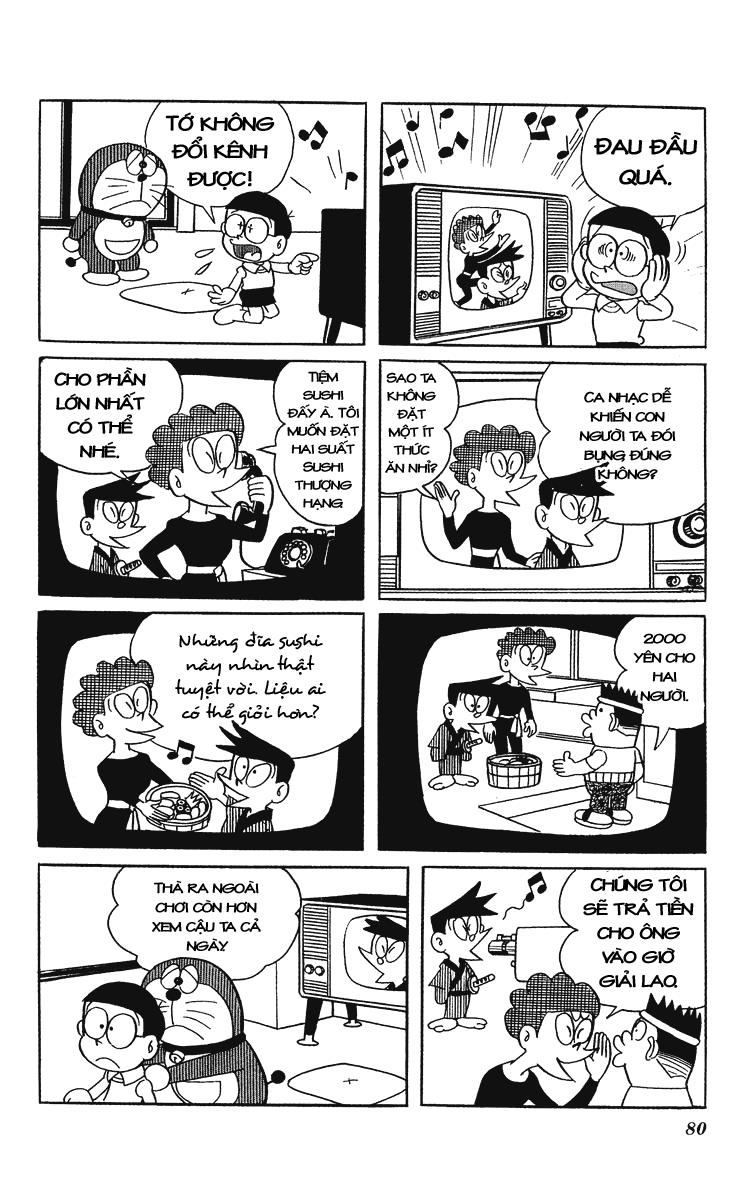 ĐAU ĐẦU
QUÁ.
TỚ KHÔNG
ĐỔI KÊNH
ĐƯỢC!
CA NHẠC DỄ
KHIẾN CON
NGƯỜI TA ĐÓI
BỤNG ĐÚNG
KHÔNG?
SAO TA
KHÔNG
ĐẶT
MỘT ÍT
THỨC
ĂN NHỈ?
TIỆM
SUSHI
ĐẤY Ạ. TÔI
MUỐN ĐẶT
HAI SUẤT
SUSHI
THƯỢNG
HẠNG.
CHO PHẦN
LỚN NHẤT
CÓ THỂ
NHÉ.
2000
YÊN CHO
HAI
NGƯỜI.
Những đĩa sushi
này nhìn thật
tuyệt vời. Liệu ai
có thể giỏi hơn?
CHÚNG TÔI
SẼ TRẢ TIỀN
CHO ÔNG
VÀO GIỜ
GIẢI LAO.
THÀ RA NGOÀI
CHƠI CÒN HƠN
XEM CẬU TA CẢ
NGÀY.
80